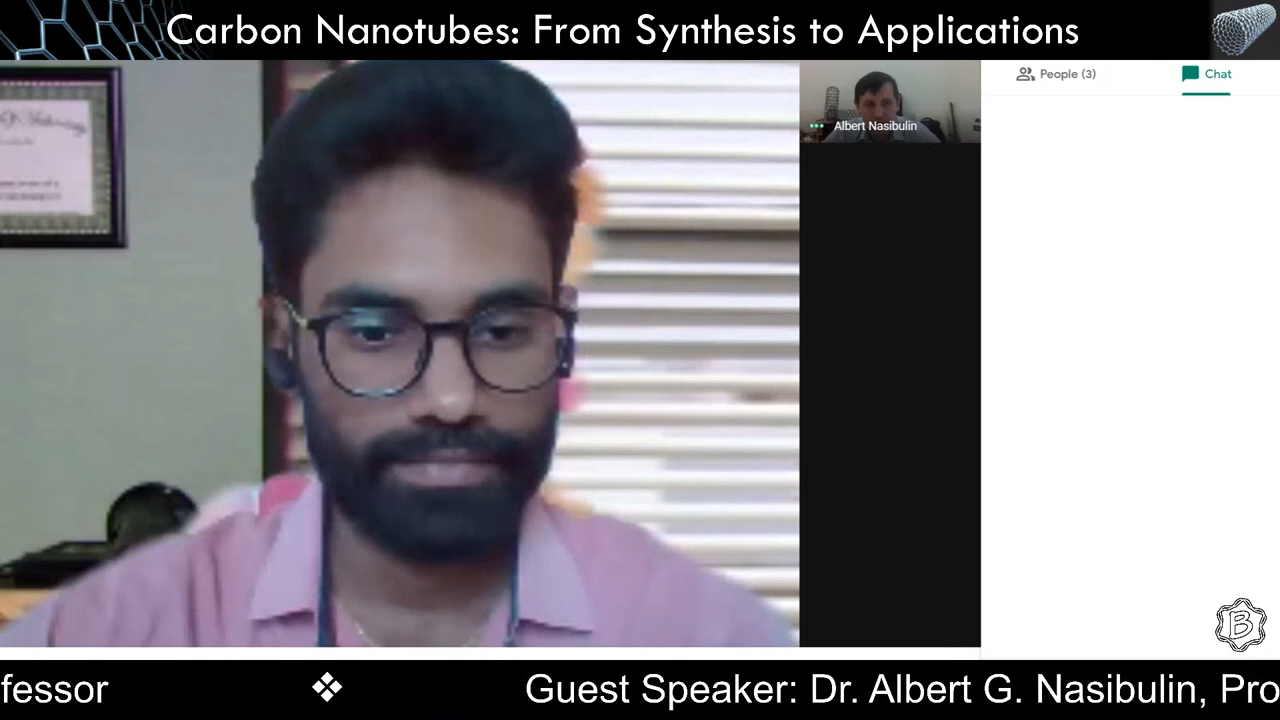 Carbon Nanotubes: From Synthesis to Applications
People (3)
Chat
Albert Nasibulin
B
fessor ❖ Guest Speaker: Dr. Albert G. Nasibulin, Pro